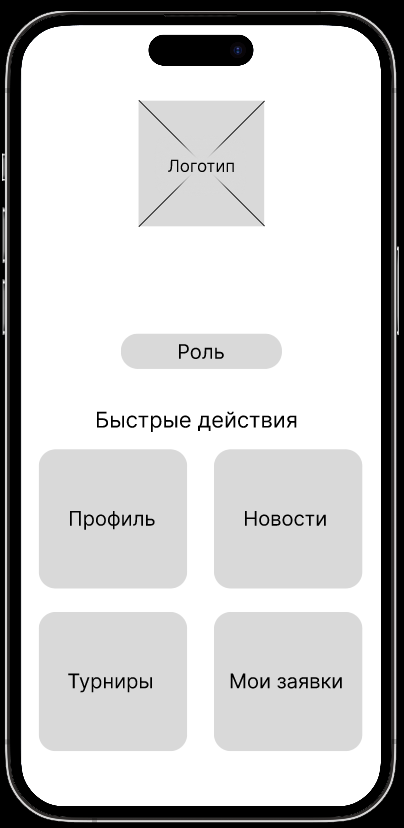 Логотип
Роль
Быстрые действия
Профиль
Новости
Турниры
Мои заявки